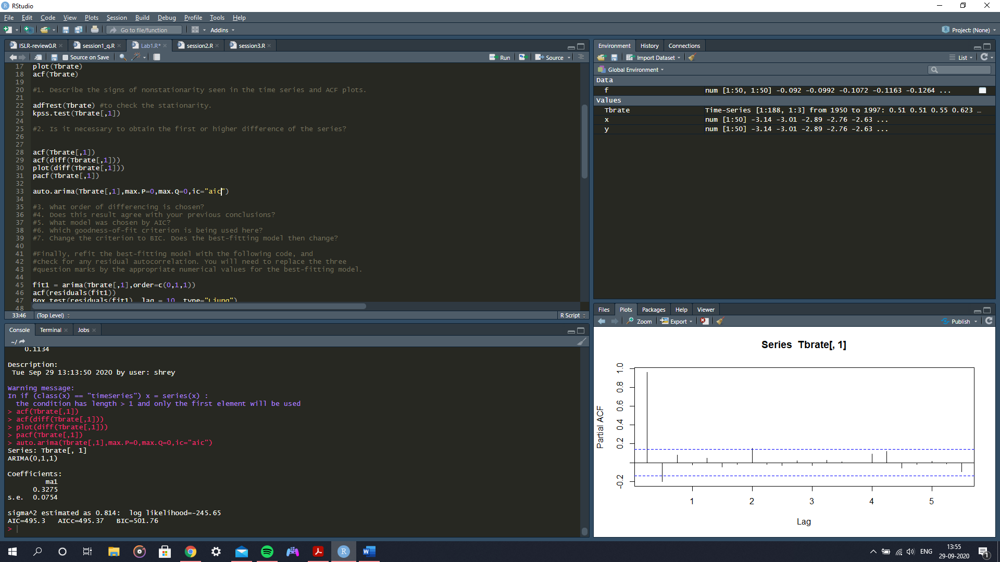 RStudio
File Edit Code View Plots Session Build Debug Profile Tools Help
Go to file/function Addins Project: (None)
ISLR-review0.R session1_q.R Lab1.R* session2.R session3.R
Source on Save Run Source
17 plot(Tbrate)
18 acf(Tbrate)
19
20 #1. Describe the signs of nonstationarity seen in the time series and ACF plots.
21
22 adfTest(Tbrate) #to check the stationarity.
23 kpss.test(Tbrate[,1])
24
25 #2. Is it necessary to obtain the first or higher difference of the series?
26
27
28 acf(Tbrate[,1])
29 acf(diff(Tbrate[,1]))
30 plot(diff(Tbrate[,1]))
31 pacf(Tbrate[,1])
32
33 auto.arima(Tbrate[,1],max.P=0,max.Q=0,ic="aic")
34
35 #3. What order of differencing is chosen?
36 #4. Does this result agree with your previous conclusions?
37 #5. What model was chosen by AIC?
38 #6. Which goodness-of-fit criterion is being used here?
39 #7. Change the criterion to BIC. Does the best-fitting model then change?
40
41 #Finally, refit the best-fitting model with the following code, and
42 #check for any residual autocorrelation. You will need to replace the three
43 #question marks by the appropriate numerical values for the best-fitting model.
44
45 fit1 = arima(Tbrate[,1],order=c(0,1,1))
46 acf(residuals(fit1))
47 Box.test(residuals(fit1), lag = 10, type="Ljung")
48
33:46 (Top Level) R Script
Console Terminal Jobs
~/
0.1134
Description:
Tue Sep 29 13:13:50 2020 by user: shrey
Warning message:
In if (class(x) == "timeSeries") x = series(x) :
the condition has length > 1 and only the first element will be used
> acf(Tbrate[,1])
> acf(diff(Tbrate[,1]))
> plot(diff(Tbrate[,1]))
> pacf(Tbrate[,1])
> auto.arima(Tbrate[,1],max.P=0,max.Q=0,ic="aic")
Series: Tbrate[, 1]
ARIMA(0,1,1)
Coefficients:
ma1
0.3275
s.e. 0.0754
sigma^2 estimated as 0.814: log likelihood=-245.65
AIC=495.3 AICc=495.37 BIC=501.76
>
Environment History Connections
Import Dataset List
Global Environment
Data
f num [1:50, 1:50] -0.092 -0.0992 -0.1072 -0.1163 -0.1264 ...
Values
Tbrate Time-Series [1:188, 1:3] from 1950 to 1997: 0.51 0.51 0.55 0.623 …
x num [1:50] -3.14 -3.01 -2.89 -2.76 -2.63 ...
y num [1:50] -3.14 -3.01 -2.89 -2.76 -2.63 ...
Files Plots Packages Help Viewer
Zoom Export Publish
Series Tbrate[, 1]
Partial ACF
1.0
0.8
0.6
0.4
0.2
-0.2
1 2 3 4 5
Lag
R W ENG 13:55
29-09-2020 1